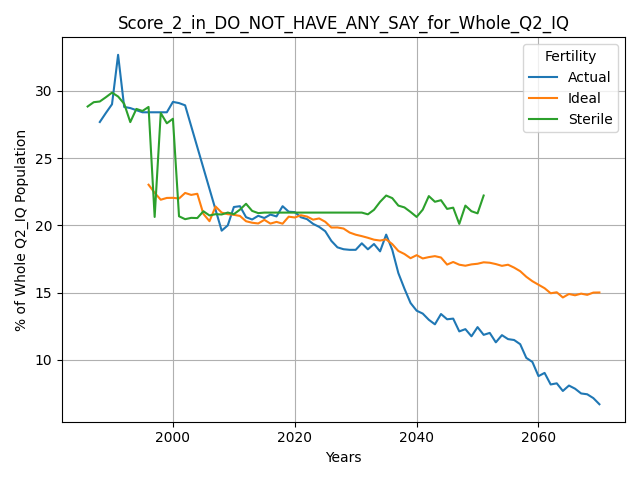 Score_2_in_DO_NOT_HAVE_ANY_SAY_for_Whole_Q2_IQ
Fertility
Actual
Ideal
Sterile
% of Whole Q2_IQ Population
30
25
20
15
10
2000
2020
2040
2060
Years